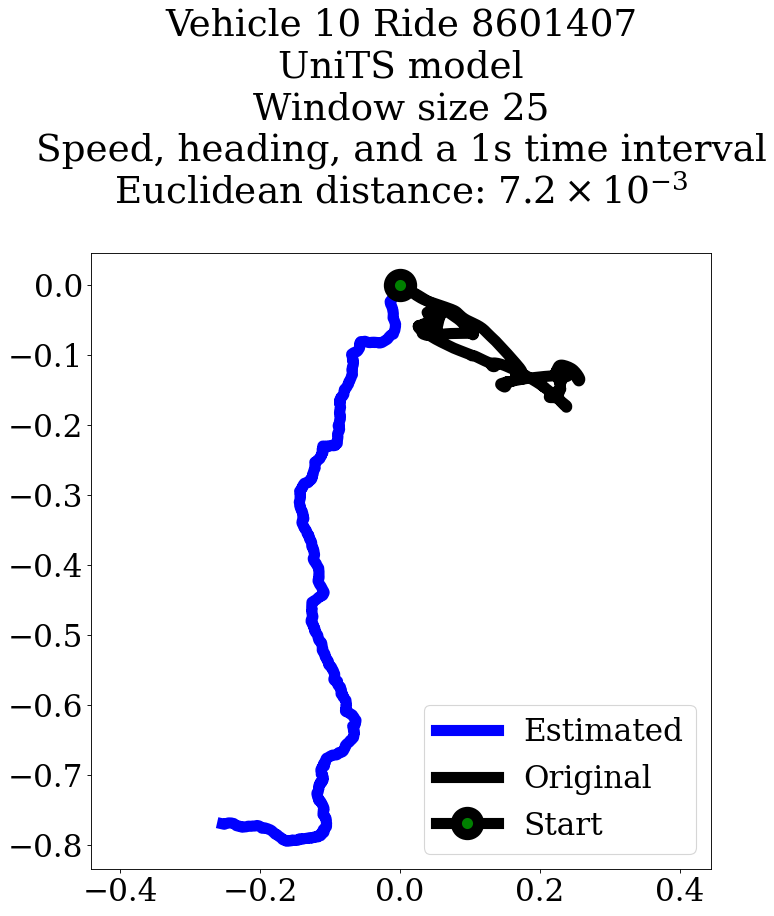 Vehicle 10 Ride 8601407
UniTS model
Window size 25
Speed, heading, and a 1s time interval
Euclidean distance: 7.2 × 10⁻³
0.0
−0.1
−0.2
−0.3
−0.4
−0.5
−0.6
−0.7
−0.8
Estimated
Original
Start
−0.4 −0.2 0.0 0.2 0.4